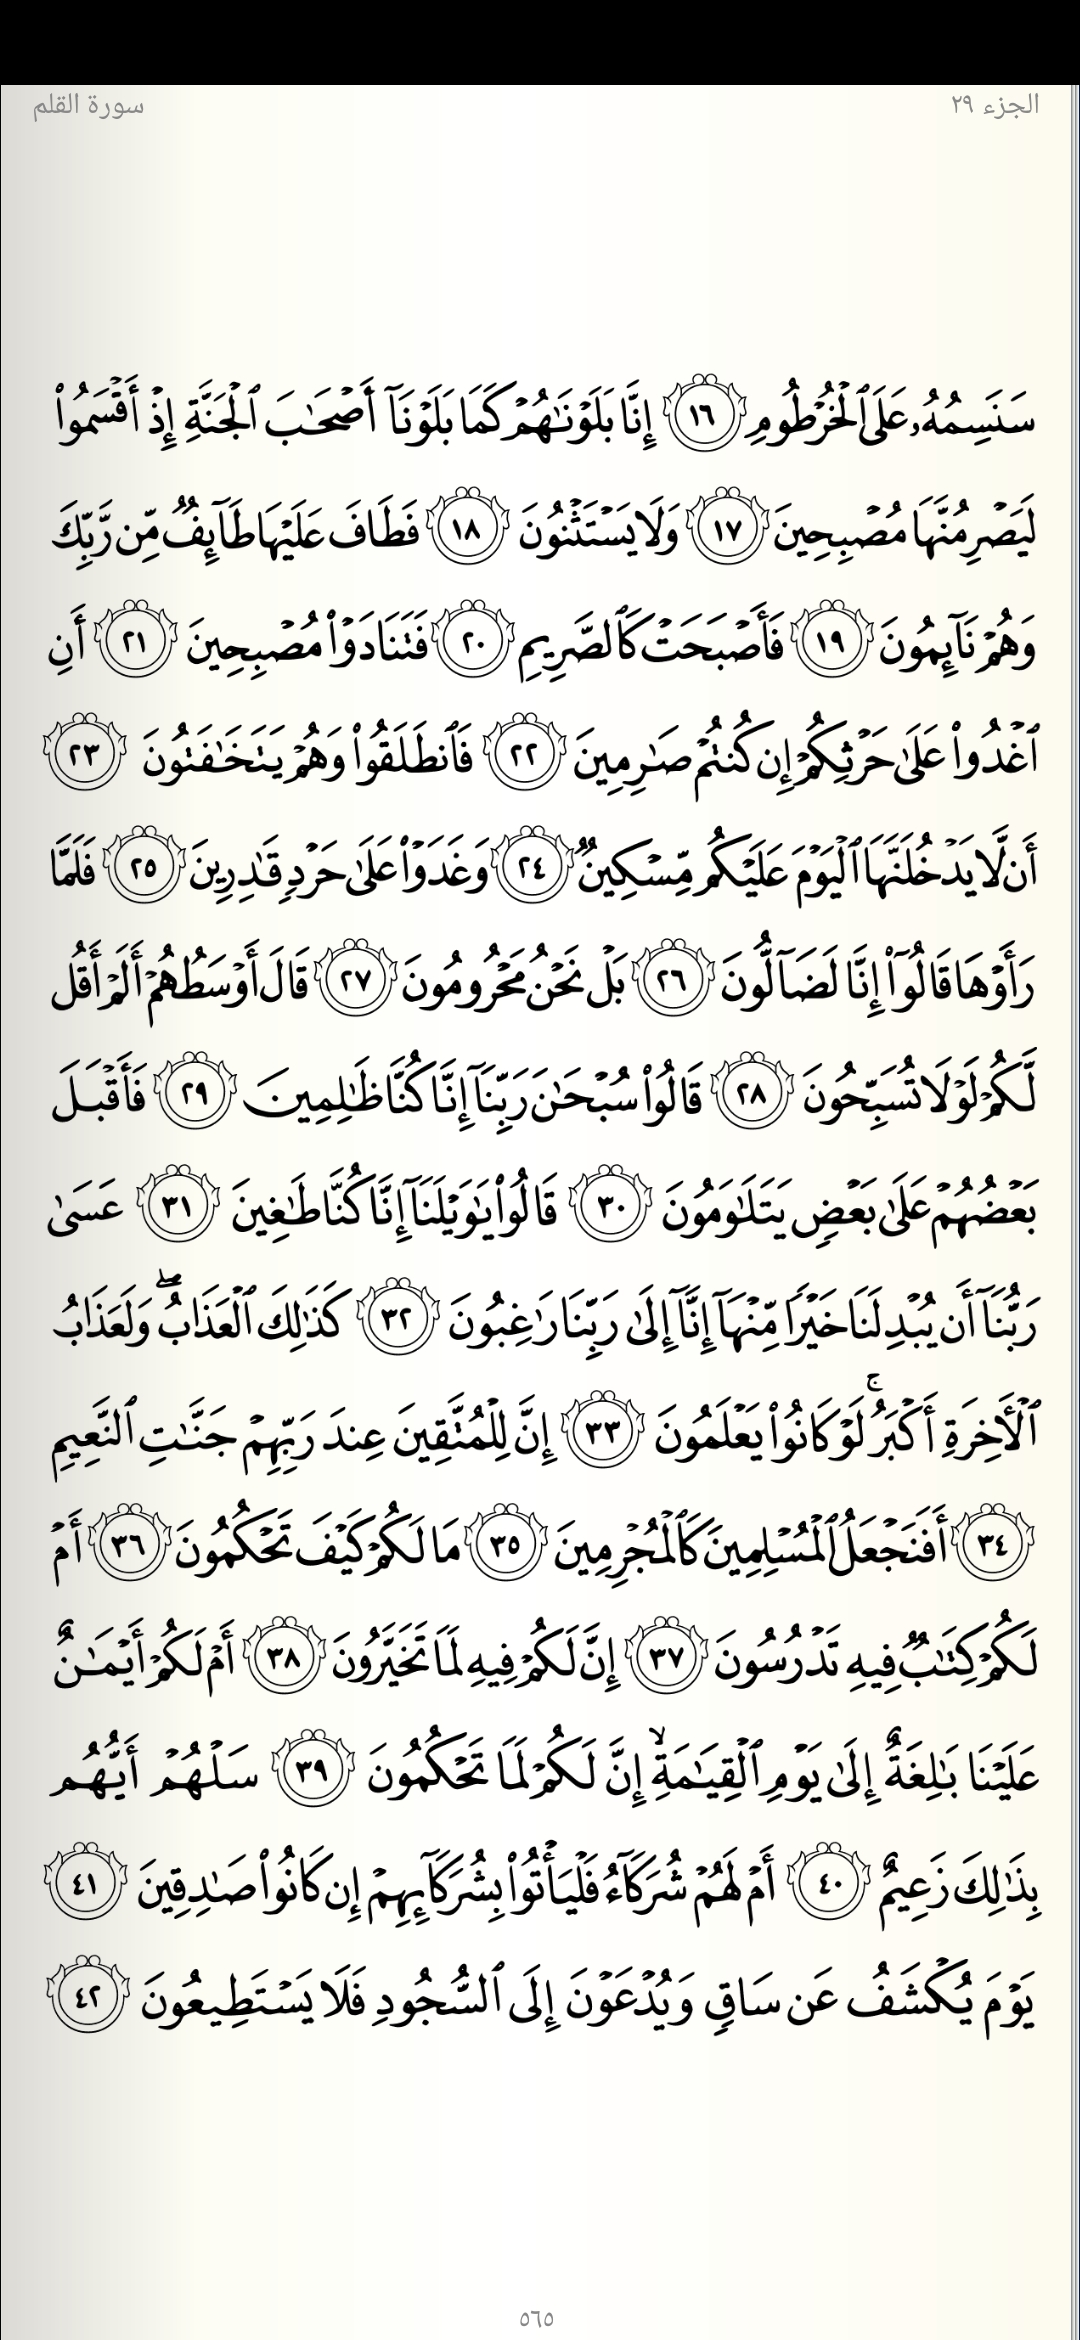 الجزء ٢٩
سورة القلم
سَنَسِمُهُۥ عَلَى ٱلْخُرْطُومِ ١٦ إِنَّا بَلَوْنَٰهُمْ كَمَا بَلَوْنَآ أَصْحَٰبَ ٱلْجَنَّةِ إِذْ أَقْسَمُوا۟
لَيَصْرِمُنَّهَا مُصْبِحِينَ ١٧ وَلَا يَسْتَثْنُونَ ١٨ فَطَافَ عَلَيْهَا طَآئِفٌ مِّن رَّبِّكَ
وَهُمْ نَآئِمُونَ ١٩ فَأَصْبَحَتْ كَٱلصَّرِيمِ ٢٠ فَتَنَادَوْا۟ مُصْبِحِينَ ٢١ أَنِ
ٱغْدُوا۟ عَلَىٰ حَرْثِكُمْ إِن كُنتُمْ صَٰرِمِينَ ٢٢ فَٱنطَلَقُوا۟ وَهُمْ يَتَخَٰفَتُونَ ٢٣
أَن لَّا يَدْخُلَنَّهَا ٱلْيَوْمَ عَلَيْكُم مِّسْكِينٌ ٢٤ وَغَدَوْا۟ عَلَىٰ حَرْدٍ قَٰدِرِينَ ٢٥ فَلَمَّا
رَأَوْهَا قَالُوٓا۟ إِنَّا لَضَآلُّونَ ٢٦ بَلْ نَحْنُ مَحْرُومُونَ ٢٧ قَالَ أَوْسَطُهُمْ أَلَمْ أَقُل
لَّكُمْ لَوْلَا تُسَبِّحُونَ ٢٨ قَالُوا۟ سُبْحَٰنَ رَبِّنَآ إِنَّا كُنَّا ظَٰلِمِينَ ٢٩ فَأَقْبَلَ
بَعْضُهُمْ عَلَىٰ بَعْضٍ يَتَلَٰوَمُونَ ٣٠ قَالُوا۟ يَٰوَيْلَنَآ إِنَّا كُنَّا طَٰغِينَ ٣١ عَسَىٰ
رَبُّنَآ أَن يُبْدِلَنَا خَيْرًا مِّنْهَآ إِنَّآ إِلَىٰ رَبِّنَا رَٰغِبُونَ ٣٢ كَذَٰلِكَ ٱلْعَذَابُ ۖ وَلَعَذَابُ
ٱلْءَاخِرَةِ أَكْبَرُ ۚ لَوْ كَانُوا۟ يَعْلَمُونَ ٣٣ إِنَّ لِلْمُتَّقِينَ عِندَ رَبِّهِمْ جَنَّٰتِ ٱلنَّعِيمِ
٣٤ أَفَنَجْعَلُ ٱلْمُسْلِمِينَ كَٱلْمُجْرِمِينَ ٣٥ مَا لَكُمْ كَيْفَ تَحْكُمُونَ ٣٦ أَمْ
لَكُمْ كِتَٰبٌ فِيهِ تَدْرُسُونَ ٣٧ إِنَّ لَكُمْ فِيهِ لَمَا تَخَيَّرُونَ ٣٨ أَمْ لَكُمْ أَيْمَٰنٌ
عَلَيْنَا بَٰلِغَةٌ إِلَىٰ يَوْمِ ٱلْقِيَٰمَةِ ۙ إِنَّ لَكُمْ لَمَا تَحْكُمُونَ ٣٩ سَلْهُمْ أَيُّهُم
بِذَٰلِكَ زَعِيمٌ ٤٠ أَمْ لَهُمْ شُرَكَآءُ فَلْيَأْتُوا۟ بِشُرَكَآئِهِمْ إِن كَانُوا۟ صَٰدِقِينَ ٤١
يَوْمَ يُكْشَفُ عَن سَاقٍ وَيُدْعَوْنَ إِلَى ٱلسُّجُودِ فَلَا يَسْتَطِيعُونَ ٤٢
٥٦٥